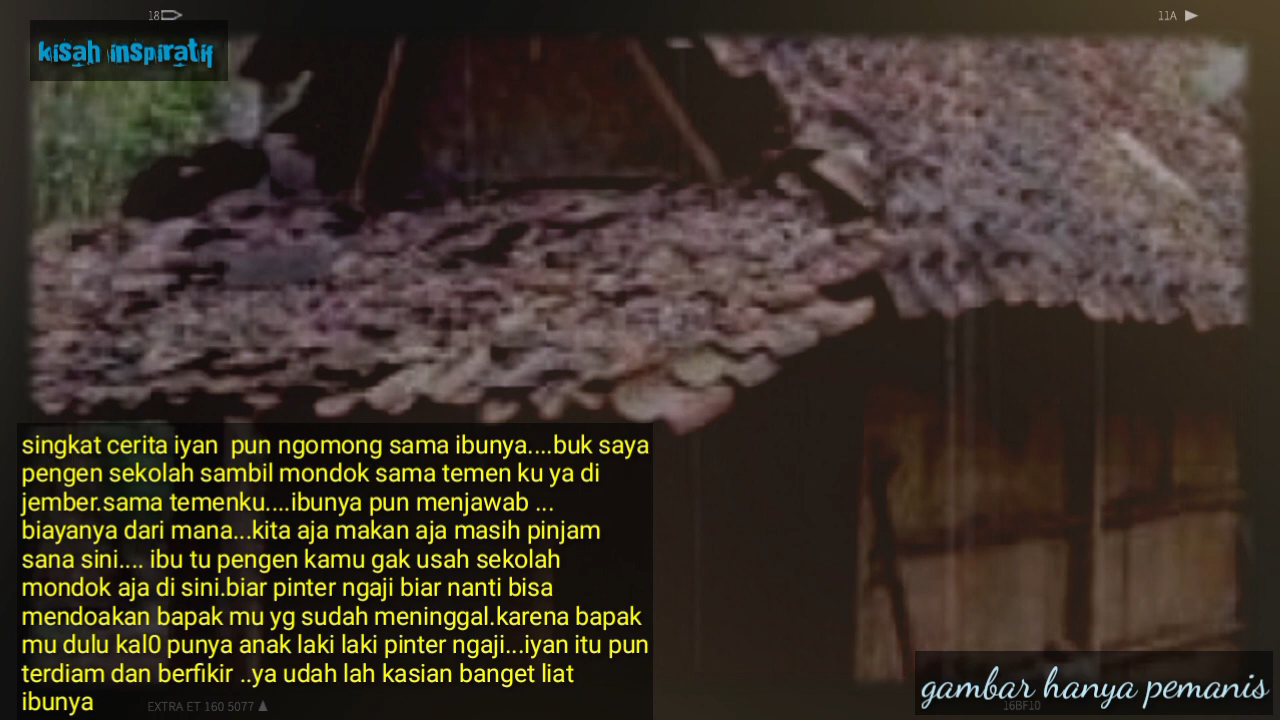 18
11A
kisah inspiratif
singkat cerita iyan pun ngomong sama ibunya....buk saya
pengen sekolah sambil mondok sama temen ku ya di
jember.sama temenku....ibunya pun menjawab ...
biayanya dari mana...kita aja makan aja masih pinjam
sana sini.... ibu tu pengen kamu gak usah sekolah
mondok aja di sini.biar pinter ngaji biar nanti bisa
mendoakan bapak mu yg sudah meninggal.karena bapak
mu dulu kal0 punya anak laki laki pinter ngaji...iyan itu pun
terdiam dan berfikir ..ya udah lah kasian banget liat
ibunya
gambar hanya pemanis
EXTRA ET 160 5077
16BF10